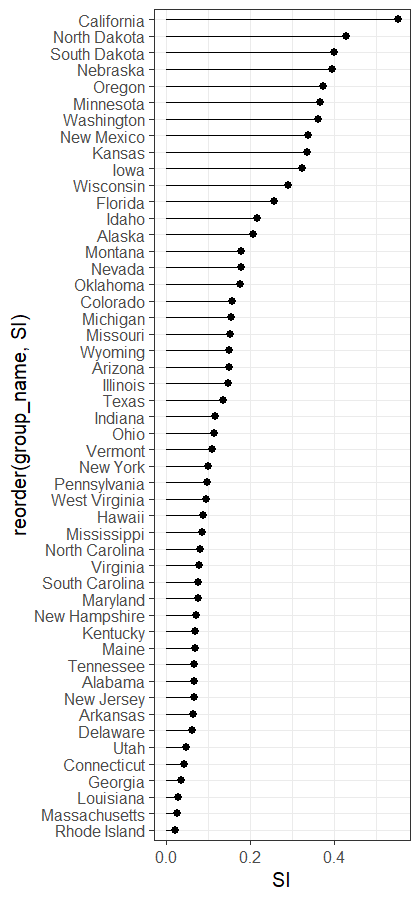 California
North Dakota
South Dakota
Nebraska
Oregon
Minnesota
Washington
New Mexico
Kansas
Iowa
Wisconsin
Florida
Idaho
Alaska
Montana
Nevada
Oklahoma
Colorado
Michigan
Missouri
Wyoming
Arizona
Illinois
Texas
Indiana
Ohio
Vermont
New York
Pennsylvania
West Virginia
Hawaii
Mississippi
North Carolina
Virginia
South Carolina
Maryland
New Hampshire
Kentucky
Maine
Tennessee
Alabama
New Jersey
Arkansas
Delaware
Utah
Connecticut
Georgia
Louisiana
Massachusetts
Rhode Island
reorder(group_name, SI)
0.0 0.2 0.4
SI